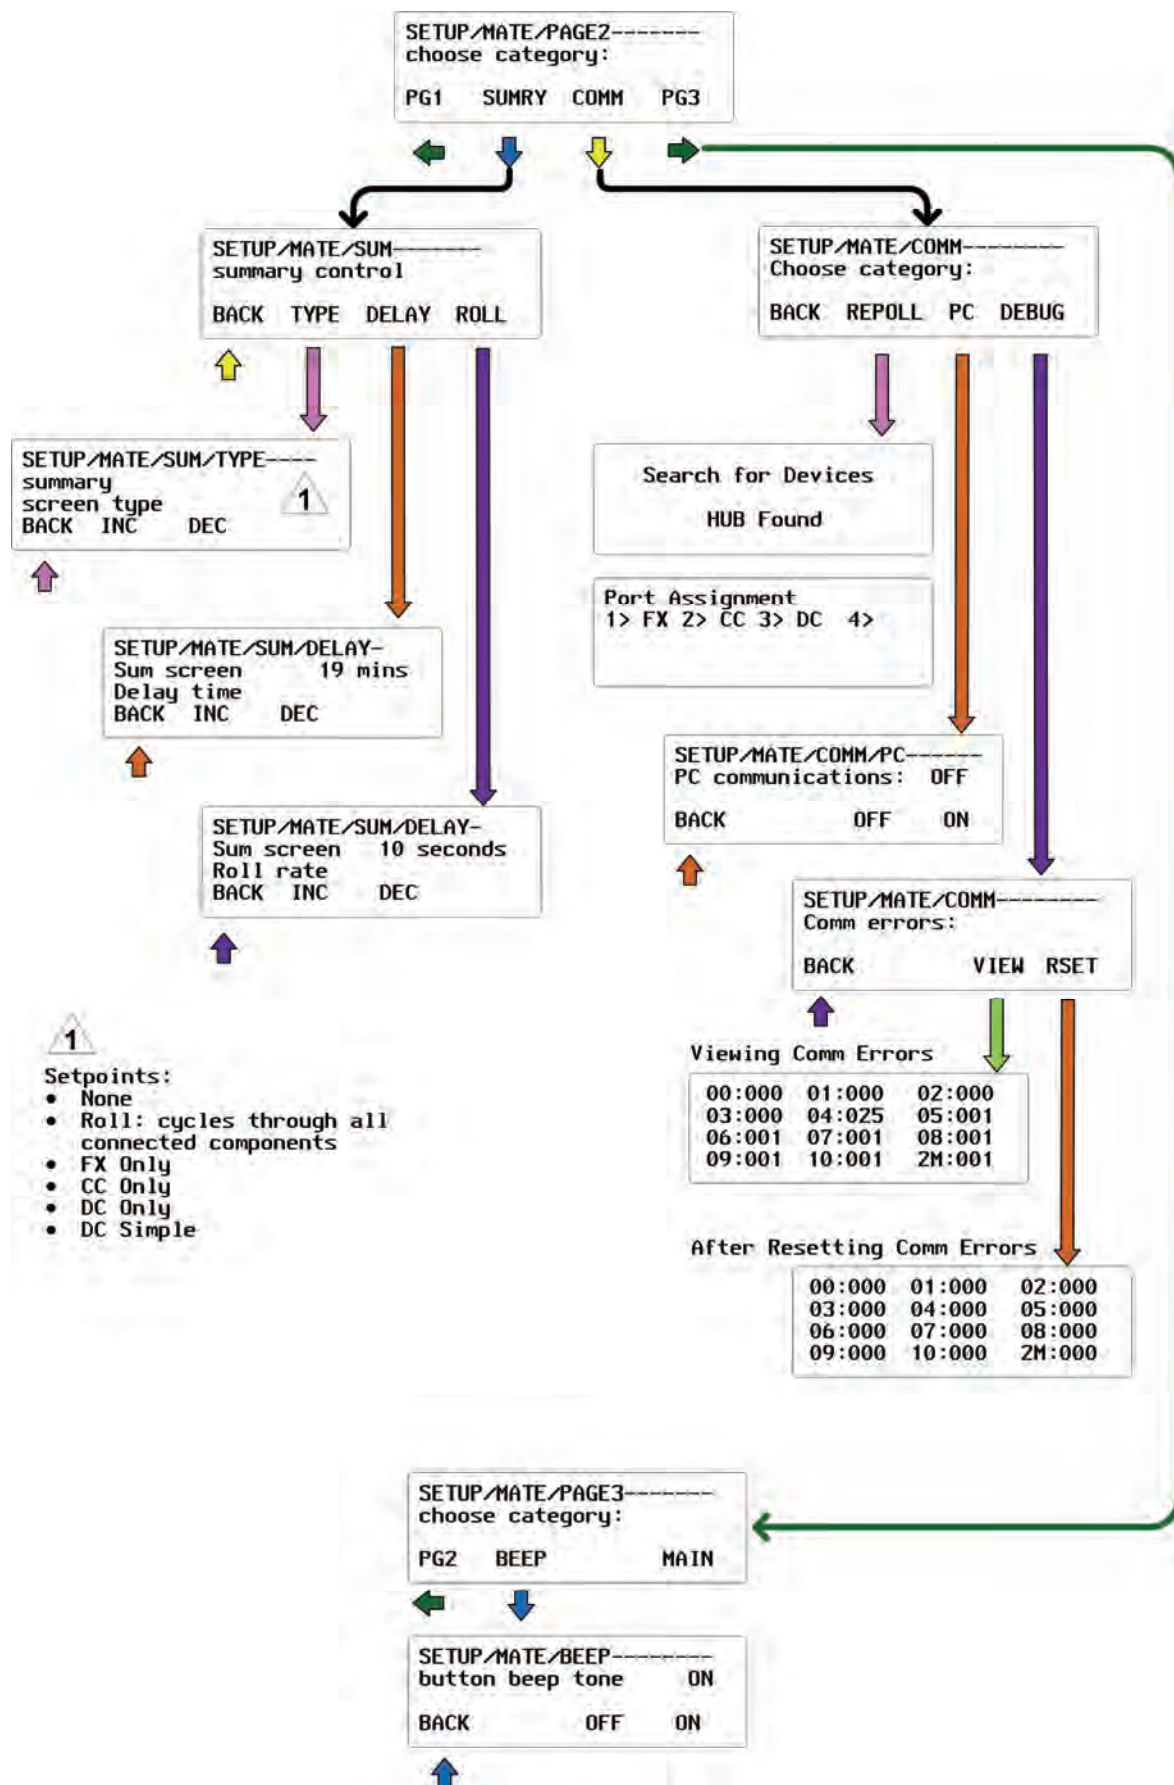 SETUP/MATE/PAGE2-------
choose category:
PG1 SUMRY COMM PG3
SETUP/MATE/SUM-------
summary control
BACK TYPE DELAY ROLL
SETUP/MATE/COMM--------
Choose category:
BACK REPOLL PC DEBUG
SETUP/MATE/SUM/TYPE----
summary
screen type
1
BACK INC DEC
Search for Devices
HUB Found
Port Assignment
1> FX 2> CC 3> DC 4>
SETUP/MATE/SUM/DELAY-
Sum screen 19 mins
Delay time
BACK INC DEC
SETUP/MATE/COMM/PC------
PC communications: OFF
BACK OFF ON
SETUP/MATE/SUM/DELAY-
Sum screen 10 seconds
Roll rate
BACK INC DEC
SETUP/MATE/COMM--------
Comm errors:
BACK VIEW RSET
1
Setpoints:
• None
• Roll: cycles through all
connected components
• FX Only
• CC Only
• DC Only
• DC Simple
Viewing Comm Errors
00:000 01:000 02:000
03:000 04:025 05:001
06:001 07:001 08:001
09:001 10:001 2M:001
After Resetting Comm Errors
00:000 01:000 02:000
03:000 04:000 05:000
06:000 07:000 08:000
09:000 10:000 2M:000
SETUP/MATE/PAGE3-------
choose category:
PG2 BEEP MAIN
SETUP/MATE/BEEP--------
button beep tone ON
BACK OFF ON